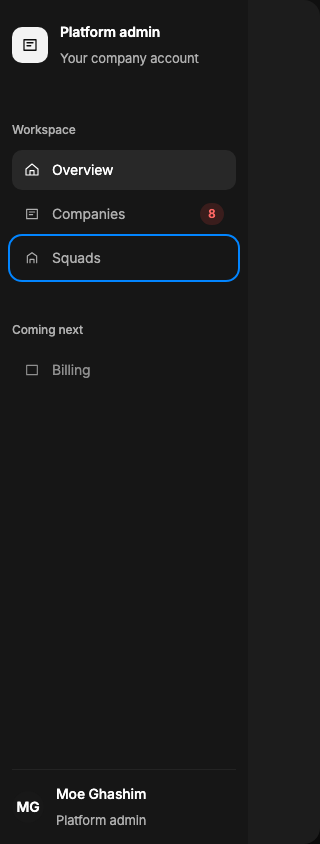 Platform admin
Your company account
Workspace
Overview
Companies 8
Squads
Coming next
Billing
MG
Moe Ghashim
Platform admin